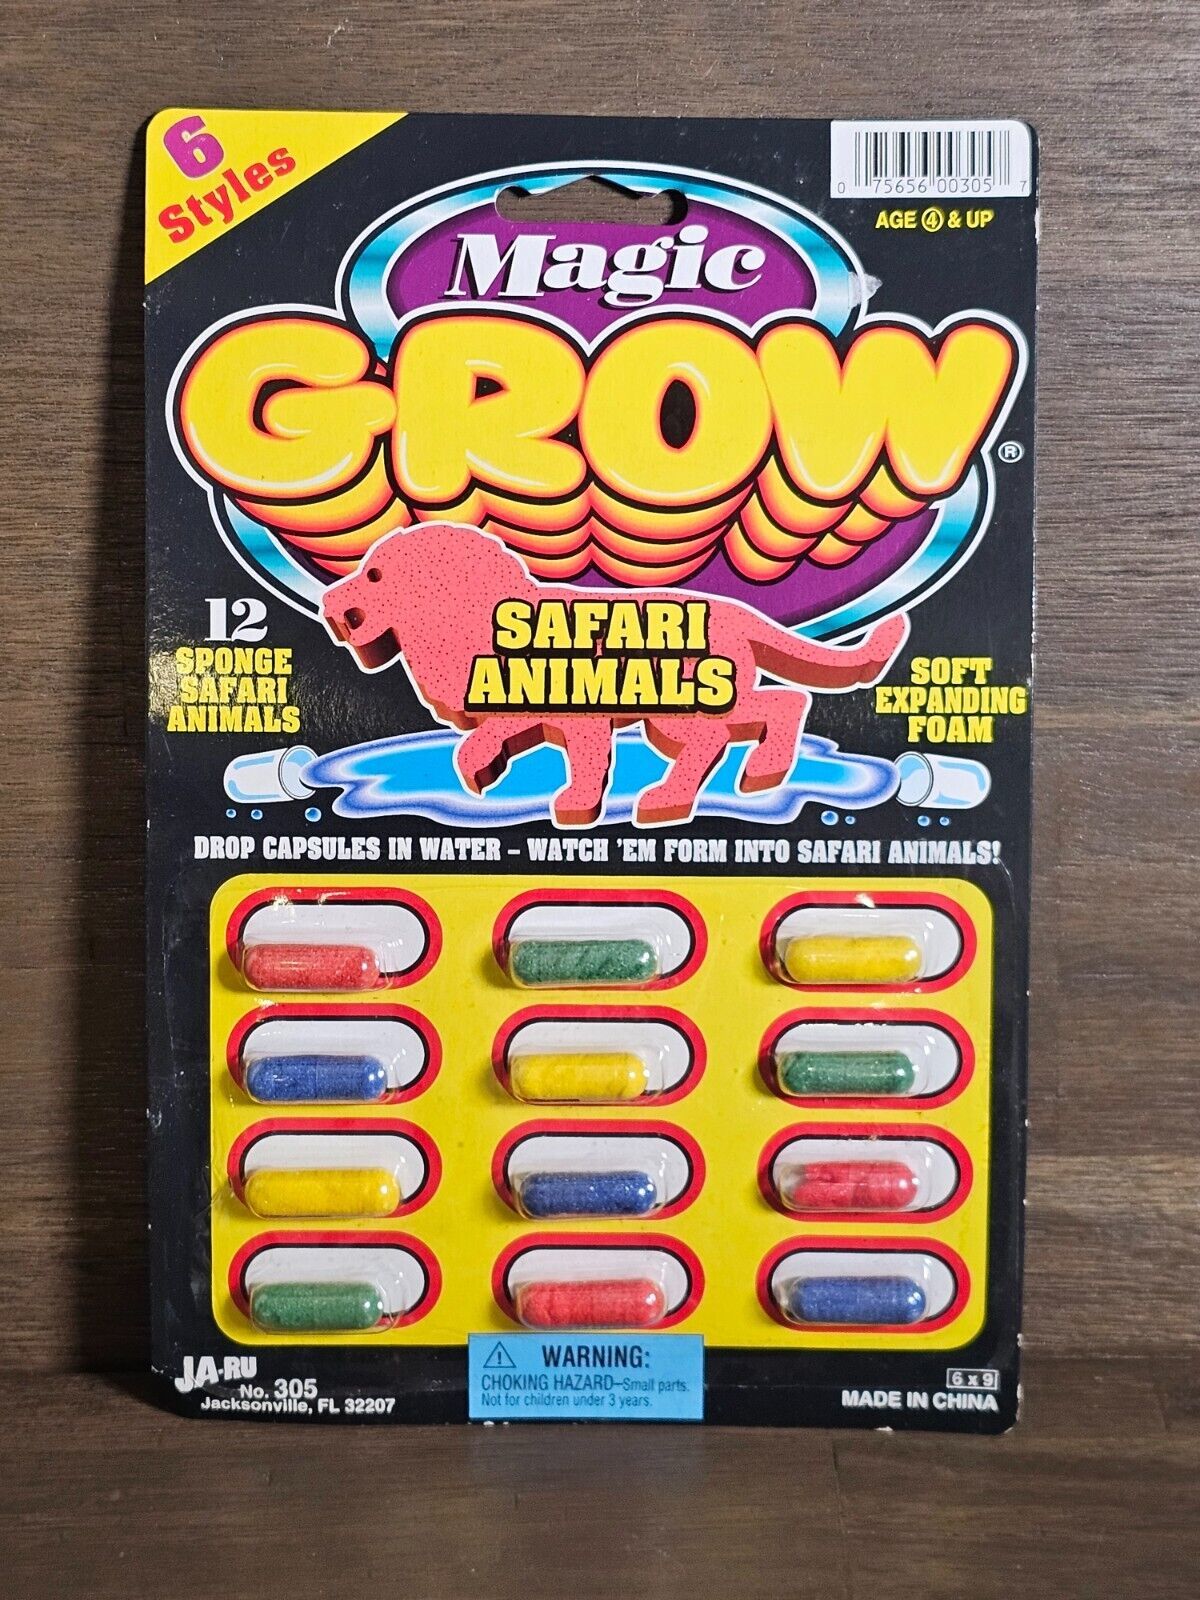 6
Styles
0 75656 00305 7
AGE 4 & UP
Magic
GROW®
SAFARI
ANIMALS
12
SPONGE
SAFARI
ANIMALS
SOFT
EXPANDING
FOAM
DROP CAPSULES IN WATER – WATCH 'EM FORM INTO SAFARI ANIMALS!
JA-RU
No. 305
Jacksonville, FL 32207
⚠ WARNING:
CHOKING HAZARD–Small parts.
Not for children under 3 years.
6 x 9
MADE IN CHINA